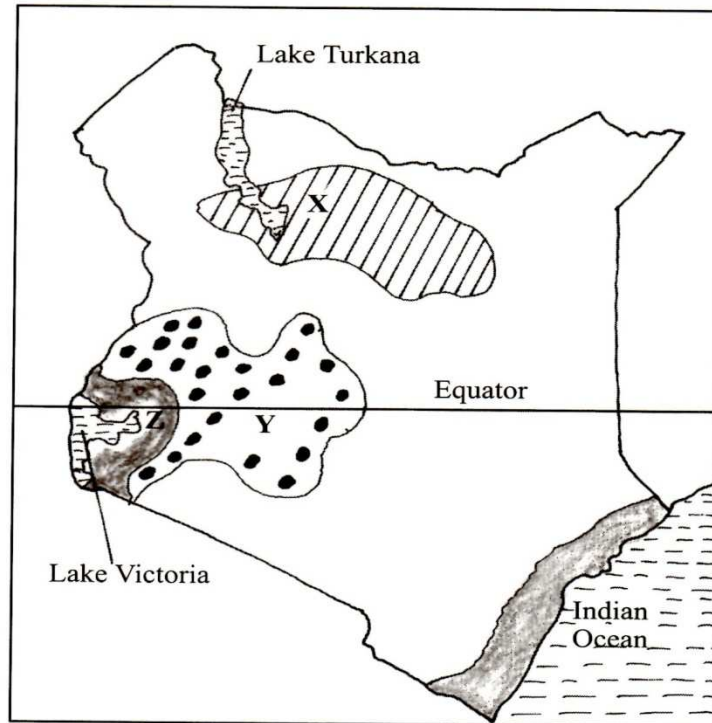 Lake Turkana
X
Equator
Z
Y
Lake Victoria
Indian
Ocean